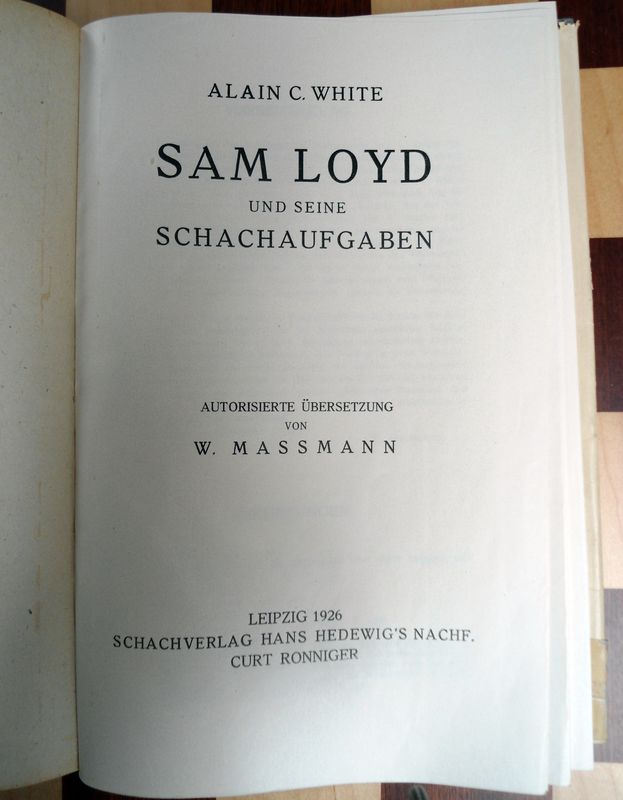 ALAIN C. WHITE
SAM LOYD
UND SEINE
SCHACHAUFGABEN
AUTORISIERTE ÜBERSETZUNG
VON
W. MASSMANN
LEIPZIG 1926
SCHACHVERLAG HANS HEDEWIG'S NACHF.
CURT RONNIGER